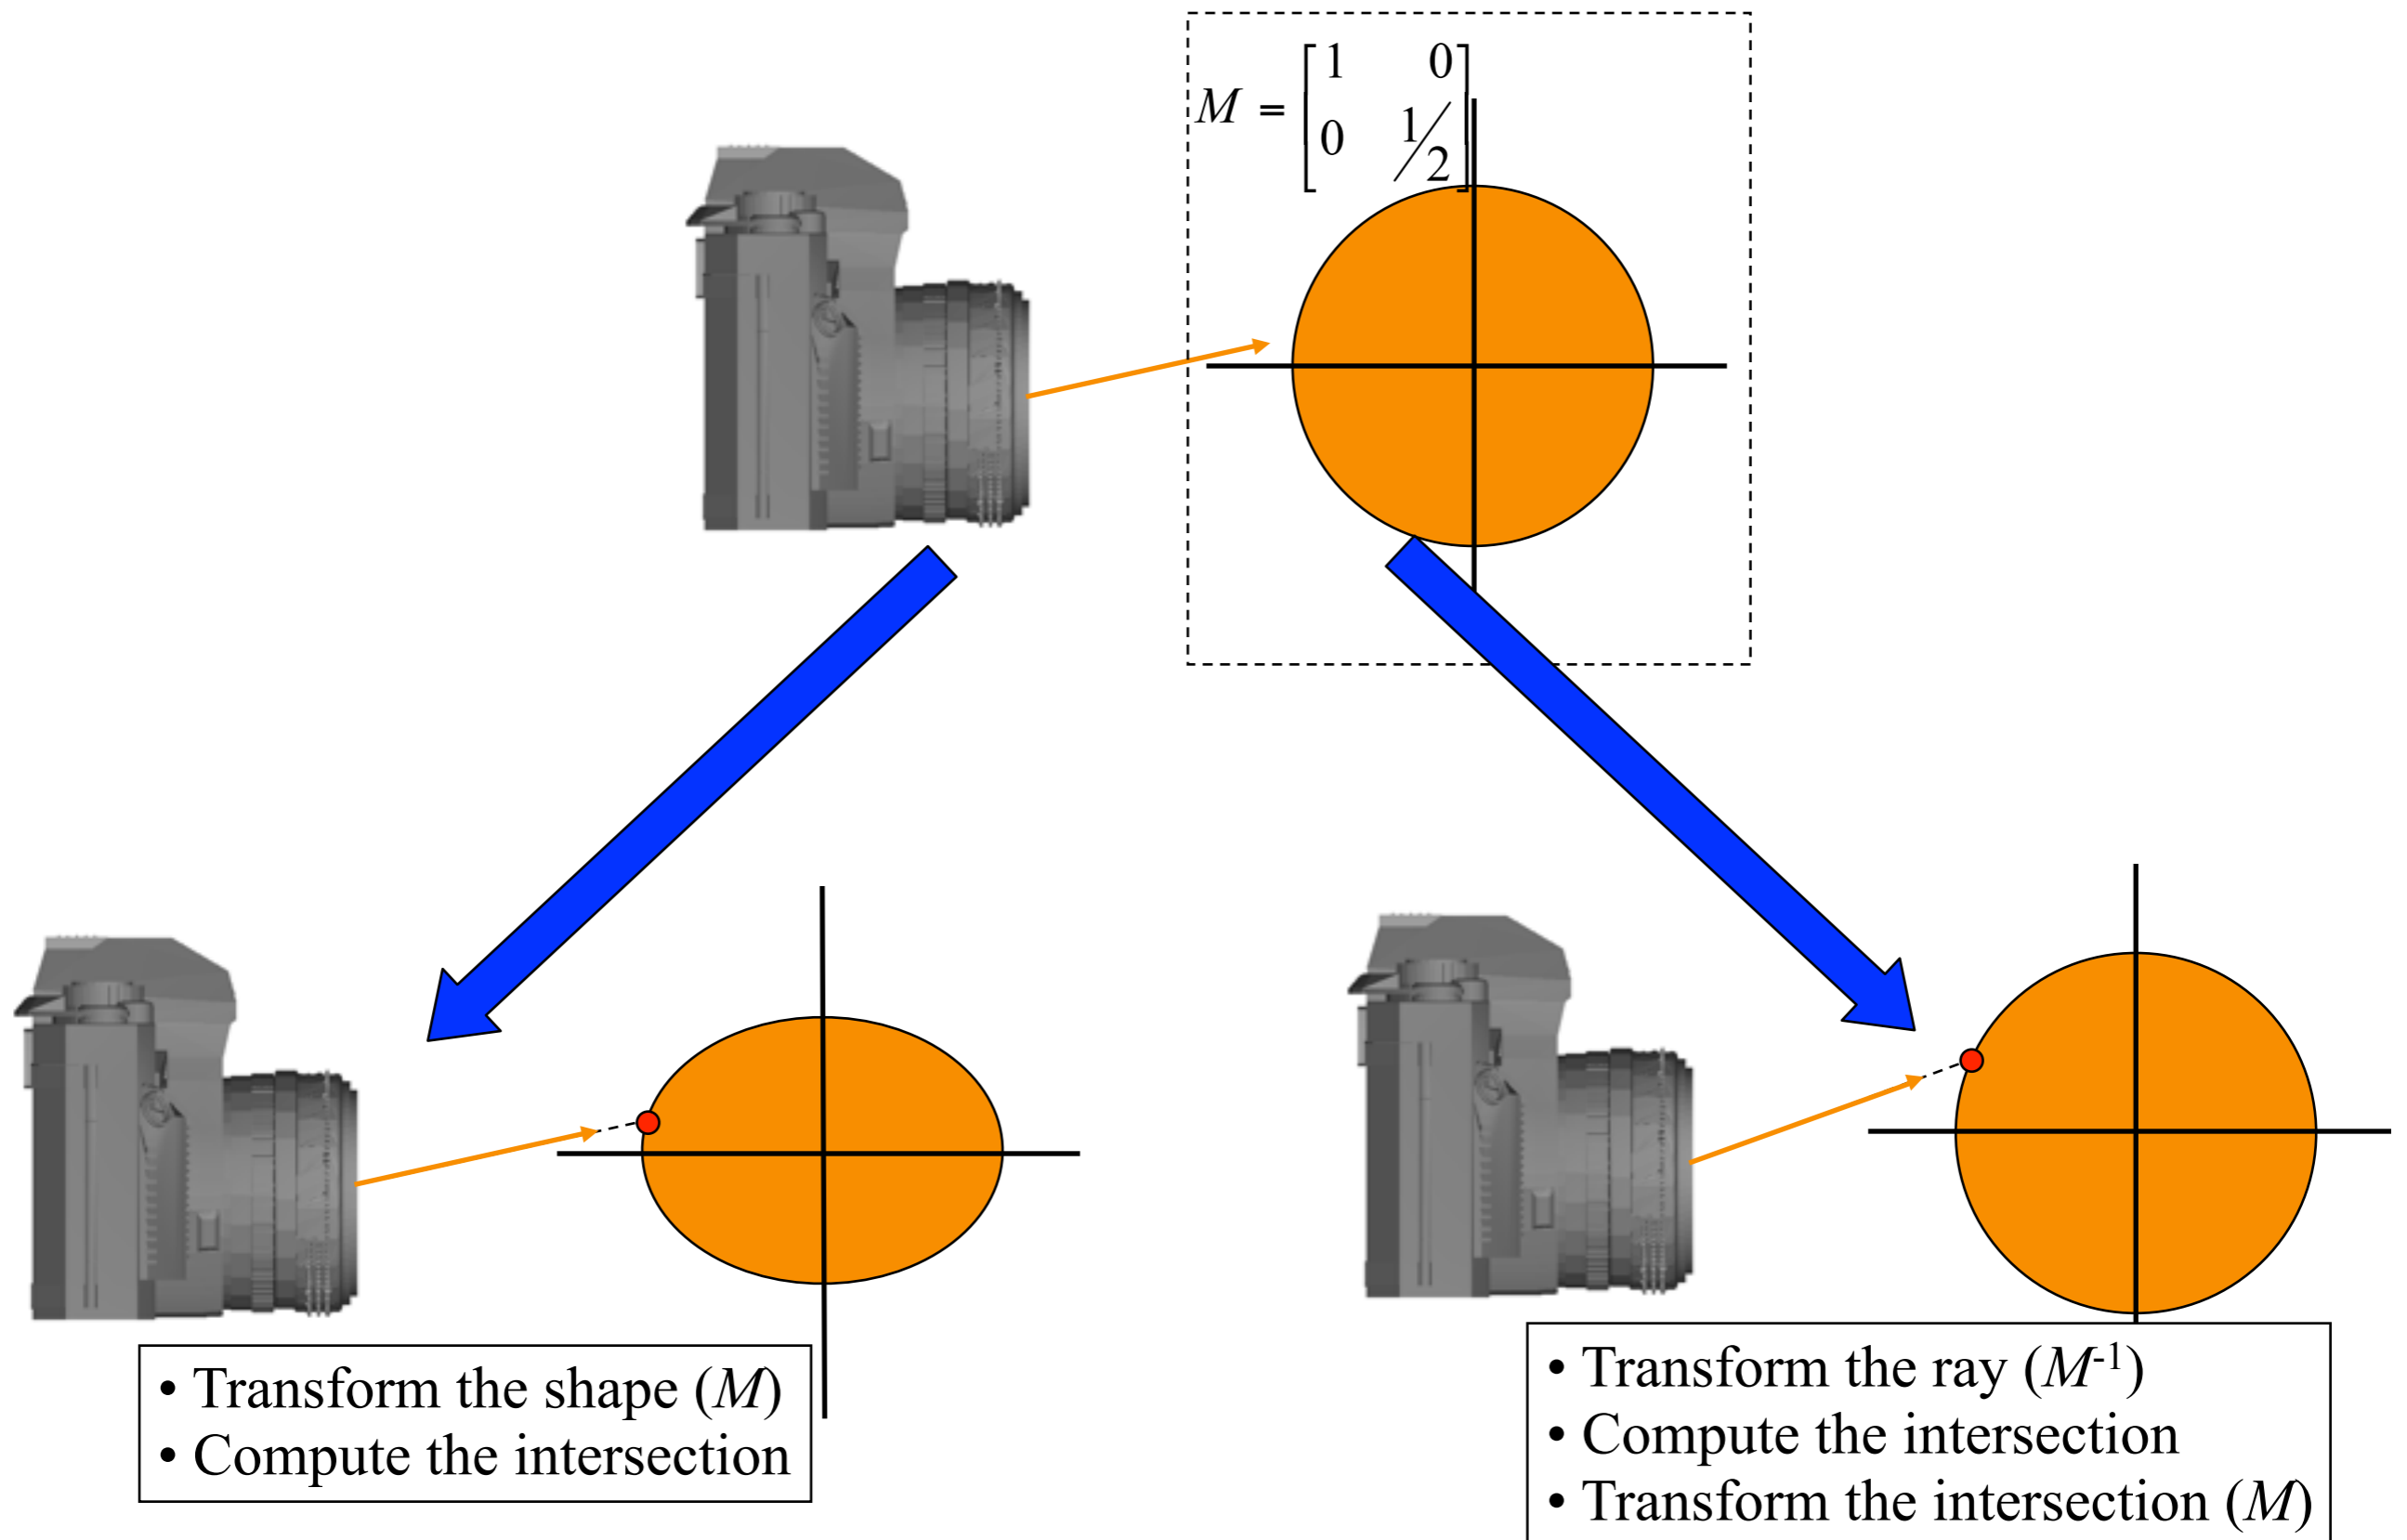 M = [1 0
0 1/2]
• Transform the shape (M)
• Compute the intersection
• Transform the ray (M⁻¹)
• Compute the intersection
• Transform the intersection (M)